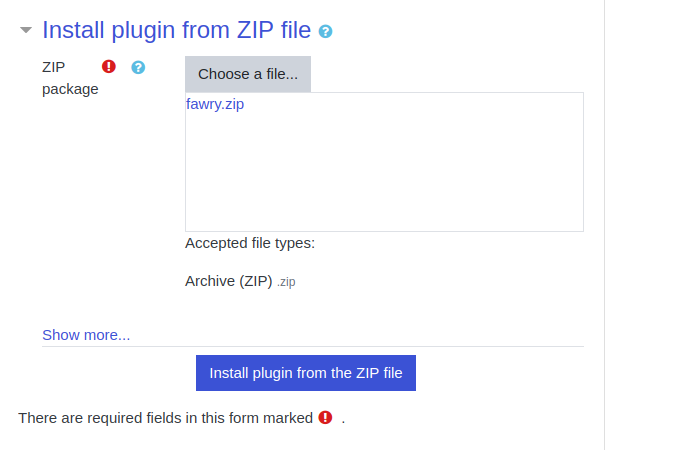 Install plugin from ZIP file
ZIP package
Choose a file...
fawry.zip
Accepted file types:
Archive (ZIP) .zip
Show more...
Install plugin from the ZIP file
There are required fields in this form marked .